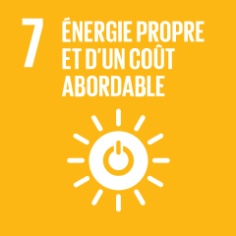 7 ÉNERGIE PROPRE
ET D'UN COÛT
ABORDABLE